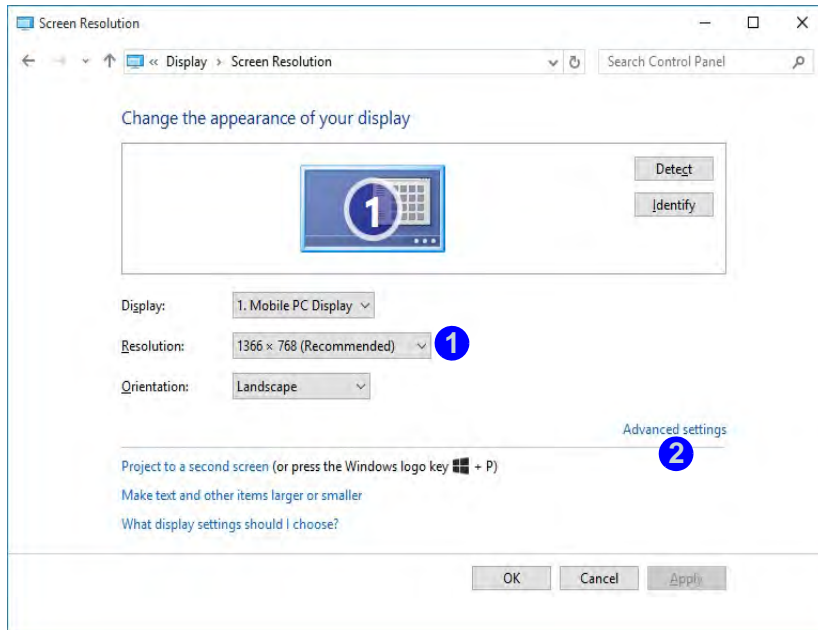 Screen Resolution
« Display › Screen Resolution
Search Control Panel
Change the appearance of your display
1
Detect
Identify
Display: 1. Mobile PC Display
Resolution: 1366 × 768 (Recommended) 1
Orientation: Landscape
Advanced settings
2
Project to a second screen (or press the Windows logo key + P)
Make text and other items larger or smaller
What display settings should I choose?
OK Cancel Apply